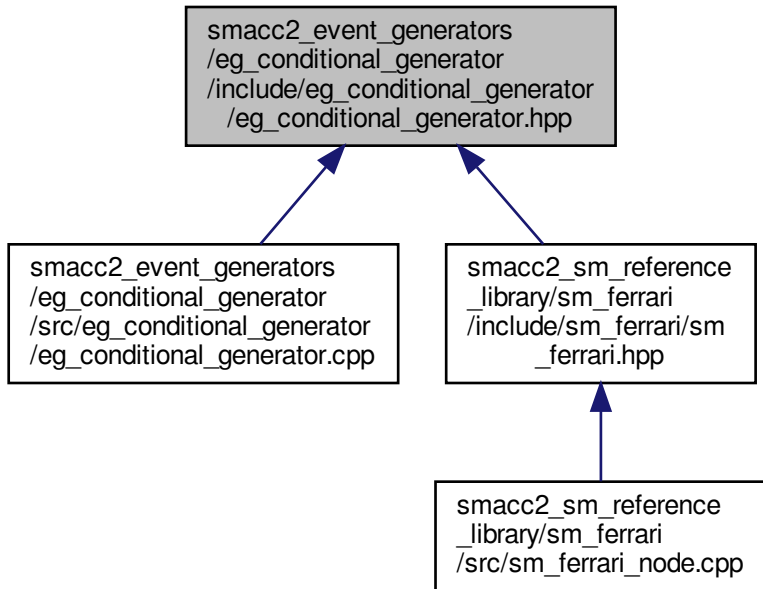 smacc2_event_generators
/eg_conditional_generator
/include/eg_conditional_generator
/eg_conditional_generator.hpp
smacc2_event_generators
/eg_conditional_generator
/src/eg_conditional_generator
/eg_conditional_generator.cpp
smacc2_sm_reference
_library/sm_ferrari
/include/sm_ferrari/sm
_ferrari.hpp
smacc2_sm_reference
_library/sm_ferrari
/src/sm_ferrari_node.cpp